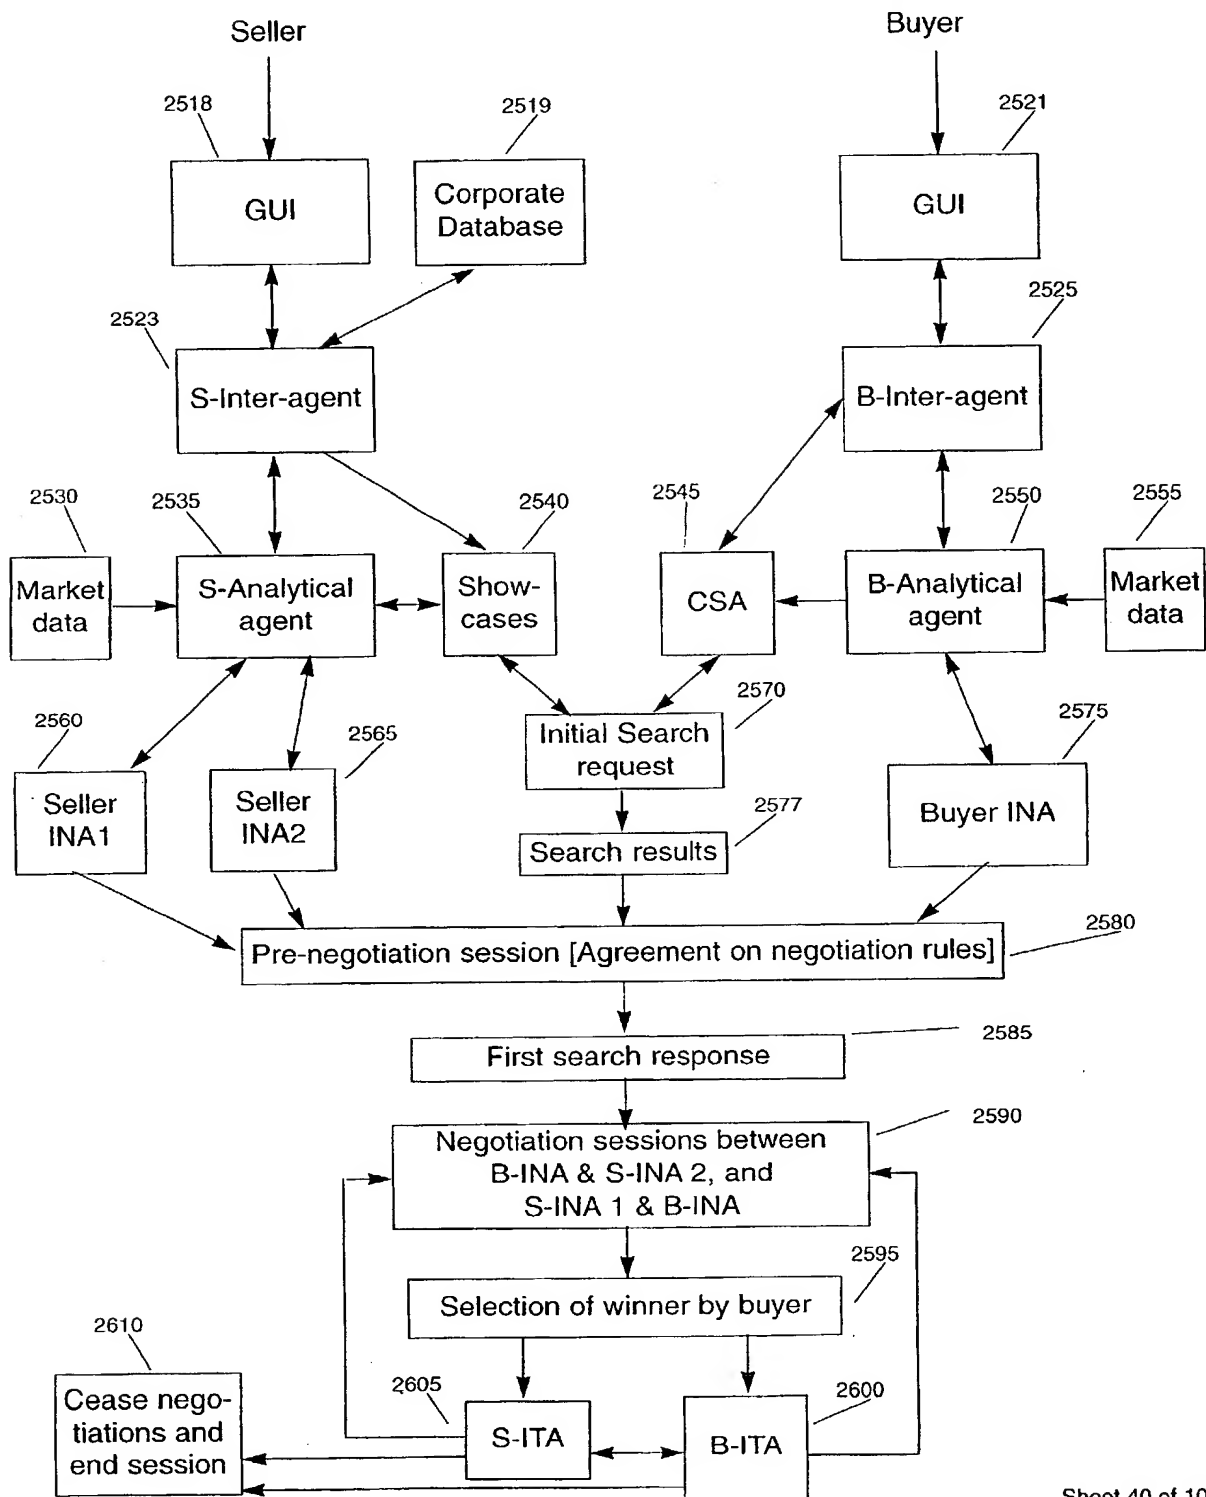 Seller
Buyer
2518
2519
2521
GUI
Corporate
Database
GUI
2523
2525
S-Inter-agent
B-Inter-agent
2530
2535
2540
2545
2550
2555
Market
data
S-Analytical
agent
Show-
cases
CSA
B-Analytical
agent
Market
data
2560
2565
2570
2575
Initial Search
request
Seller
INA1
Seller
INA2
2577
Buyer INA
Search results
2580
Pre-negotiation session [Agreement on negotiation rules]
2585
First search response
2590
Negotiation sessions between
B-INA & S-INA 2, and
S-INA 1 & B-INA
2595
Selection of winner by buyer
2610
2605
2600
Cease nego-
tiations and
end session
S-ITA
B-ITA
Sheet 40 of 10